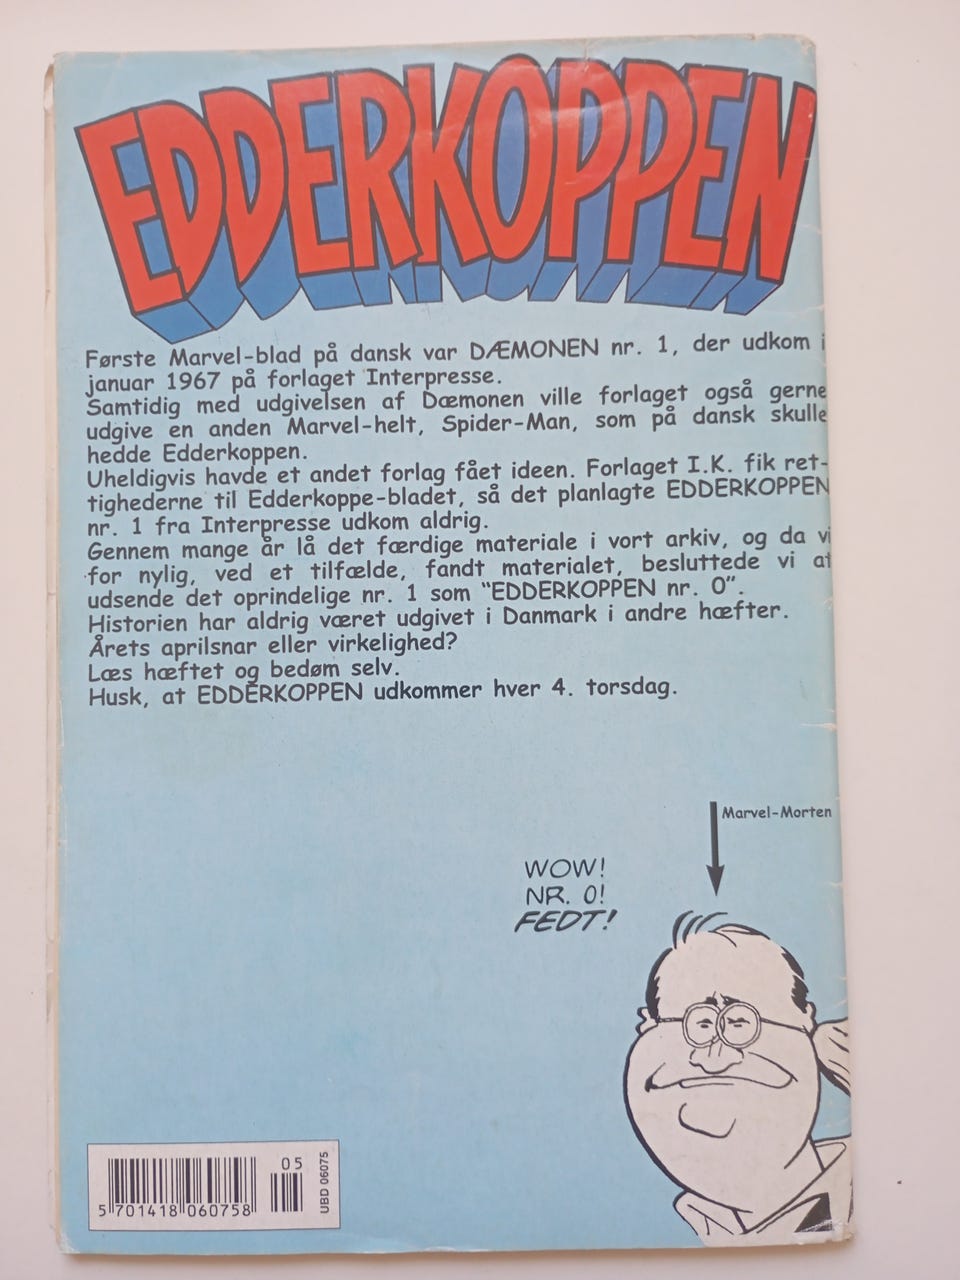 EDDERKOPPEN
Første Marvel-blad på dansk var DÆMONEN nr. 1, der udkom i
januar 1967 på forlaget Interpresse.
Samtidig med udgivelsen af Dæmonen ville forlaget også gerne
udgive en anden Marvel-helt, Spider-Man, som på dansk skulle
hedde Edderkoppen.
Uheldigvis havde et andet forlag fået ideen. Forlaget I.K. fik ret-
tighederne til Edderkoppe-bladet, så det planlagte EDDERKOPPEN
nr. 1 fra Interpresse udkom aldrig.
Gennem mange år lå det færdige materiale i vort arkiv, og da vi
for nylig, ved et tilfælde, fandt materialet, besluttede vi at
udsende det oprindelige nr. 1 som "EDDERKOPPEN nr. 0".
Historien har aldrig været udgivet i Danmark i andre hæfter.
Årets aprilsnar eller virkelighed?
Læs hæftet og bedøm selv.
Husk, at EDDERKOPPEN udkommer hver 4. torsdag.
Marvel-Morten
WOW!
NR. 0!
FEDT!
05
5 701418 060758
UBD 06075